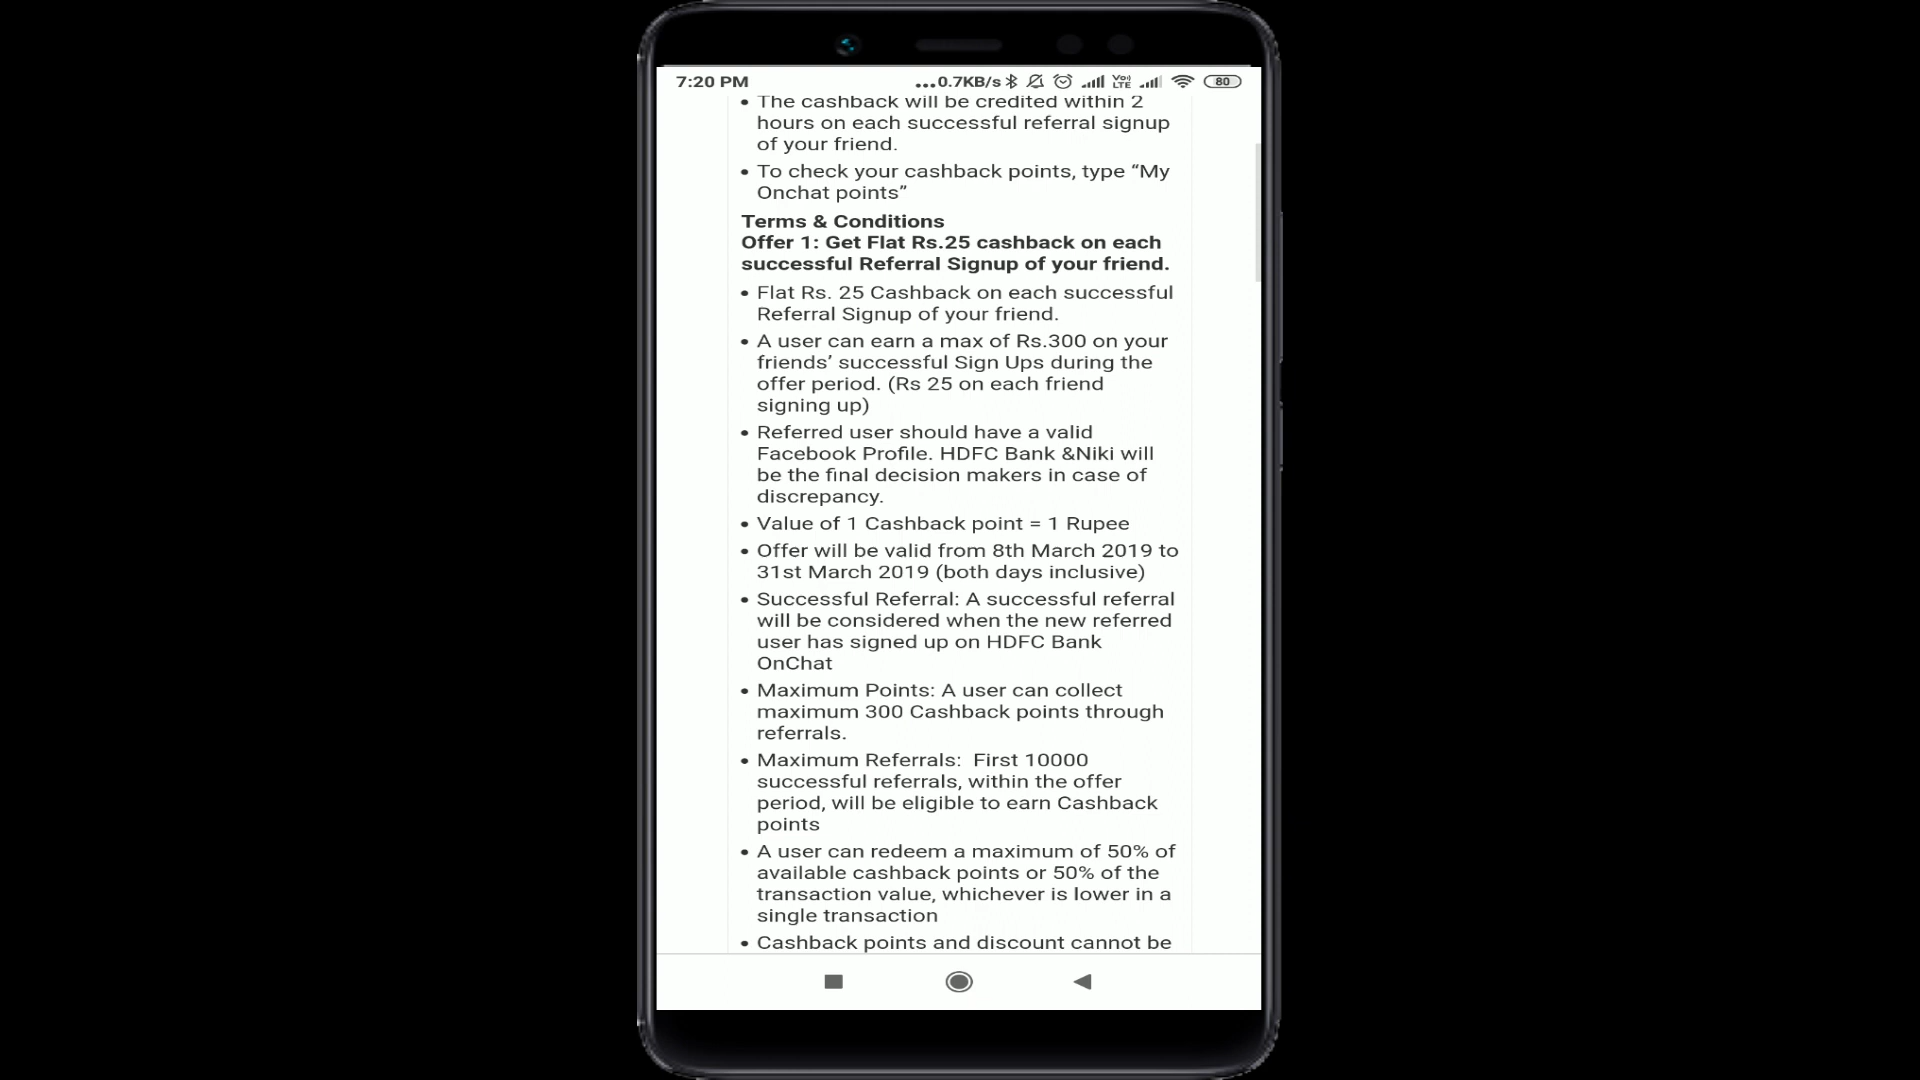 7:20 PM
...0.7KB/s Vo) LTE 80
• The cashback will be credited within 2
hours on each successful referral signup
of your friend.
• To check your cashback points, type “My
Onchat points”
Terms & Conditions
Offer 1: Get Flat Rs.25 cashback on each
successful Referral Signup of your friend.
• Flat Rs. 25 Cashback on each successful
Referral Signup of your friend.
• A user can earn a max of Rs.300 on your
friends’ successful Sign Ups during the
offer period. (Rs 25 on each friend
signing up)
• Referred user should have a valid
Facebook Profile. HDFC Bank &Niki will
be the final decision makers in case of
discrepancy.
• Value of 1 Cashback point = 1 Rupee
• Offer will be valid from 8th March 2019 to
31st March 2019 (both days inclusive)
• Successful Referral: A successful referral
will be considered when the new referred
user has signed up on HDFC Bank
OnChat
• Maximum Points: A user can collect
maximum 300 Cashback points through
referrals.
• Maximum Referrals:  First 10000
successful referrals, within the offer
period, will be eligible to earn Cashback
points
• A user can redeem a maximum of 50% of
available cashback points or 50% of the
transaction value, whichever is lower in a
single transaction
• Cashback points and discount cannot be